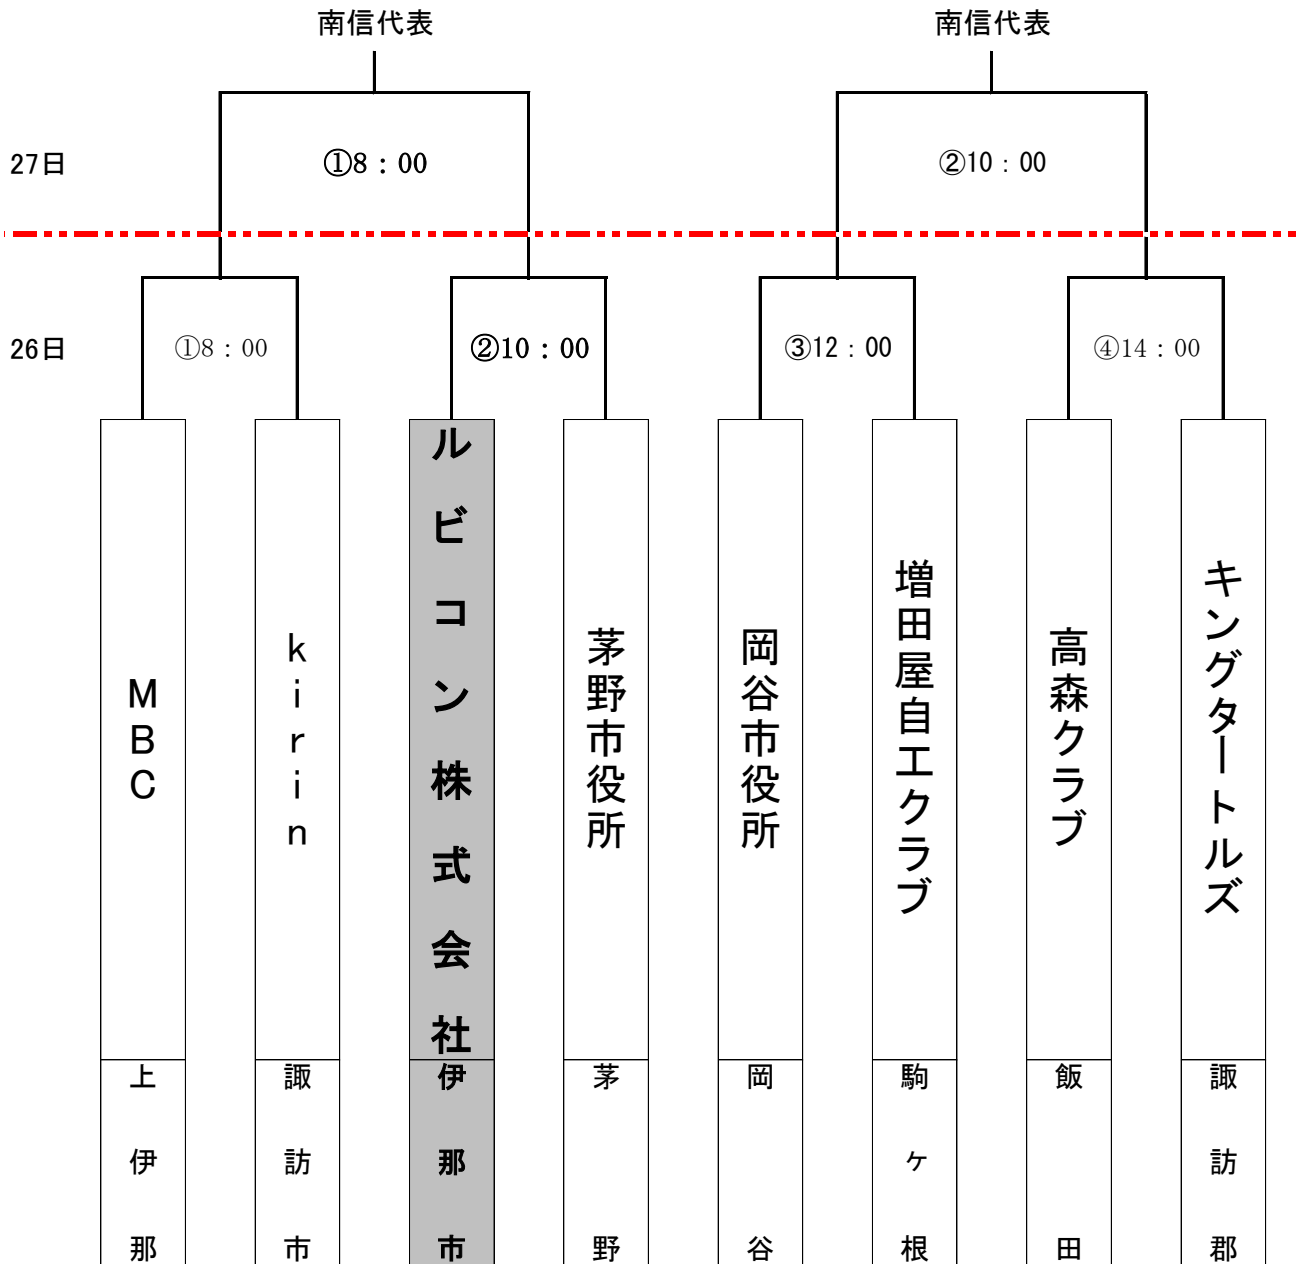 南信代表
南信代表
27日
①8：00
②10：00
26日
①8：00
②10：00
③12：00
④14：00
MBC
kirin
ルビコン株式会社
茅野市役所
岡谷市役所
増田屋自工クラブ
高森クラブ
キングタートルズ
上伊那
諏訪市
伊那市
茅野
岡谷
駒ケ根
飯田
諏訪郡